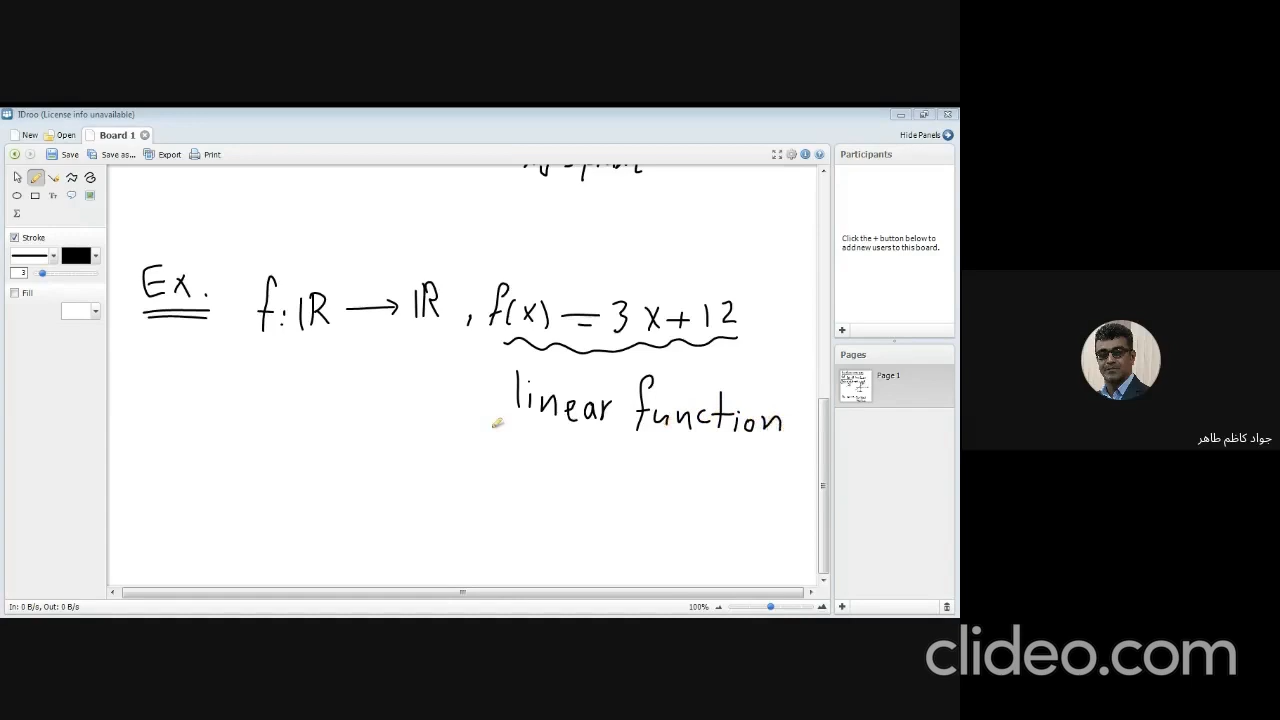 IDroo (License info unavailable)
New Open Board 1 Hide Panels
Save Save as... Export Print
Participants
Click the + button below to
add new users to this board.
Stroke
3
Fill
Ex. f: ℝ ⟶ ℝ , f(x) = 3x+12
linear function
Pages
Page 1
جواد كاظم طاهر
In: 0 B/s, Out: 0 B/s 100%
clideo.com